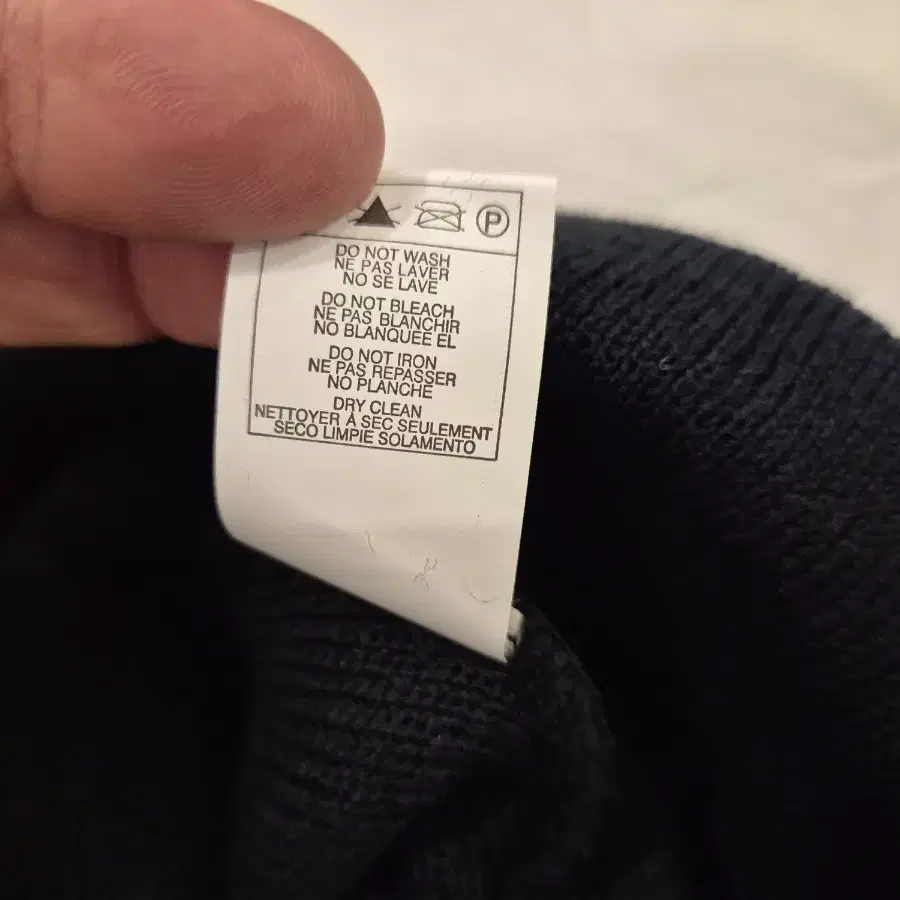 P
DO NOT WASH
NE PAS LAVER
NO SE LAVE
DO NOT BLEACH
NE PAS BLANCHIR
NO BLANQUEE EL
DO NOT IRON
NE PAS REPASSER
NO PLANCHE
DRY CLEAN
NETTOYER À SEC SEULEMENT
SECO LIMPIE SOLAMENTO